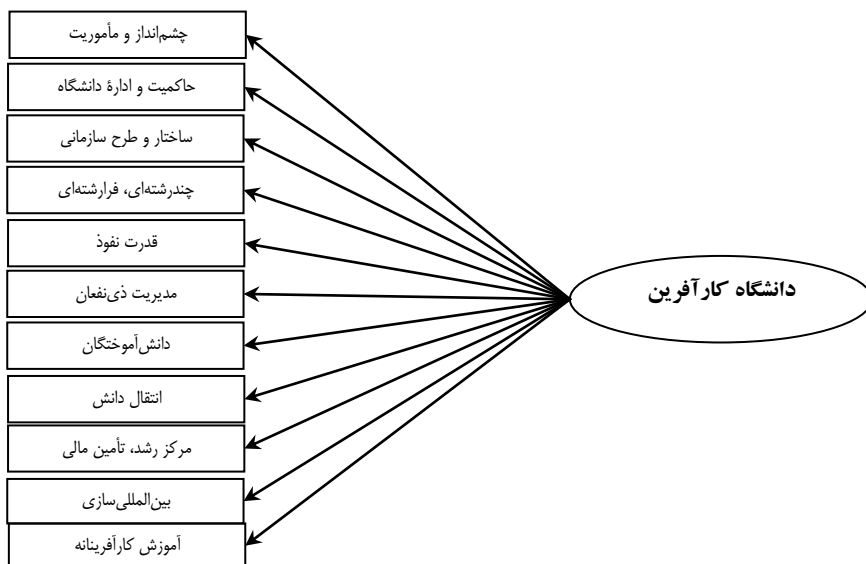 چشم‌انداز و مأموریت
حاکمیت و ادارهٔ دانشگاه
ساختار و طرح سازمانی
چندرشته‌ای، فرارشته‌ای
قدرت نفوذ
مدیریت ذی‌نفعان
دانش‌آموختگان
انتقال دانش
مرکز رشد، تأمین مالی
بین‌المللی‌سازی
آموزش کارآفرینانه
دانشگاه کارآفرین